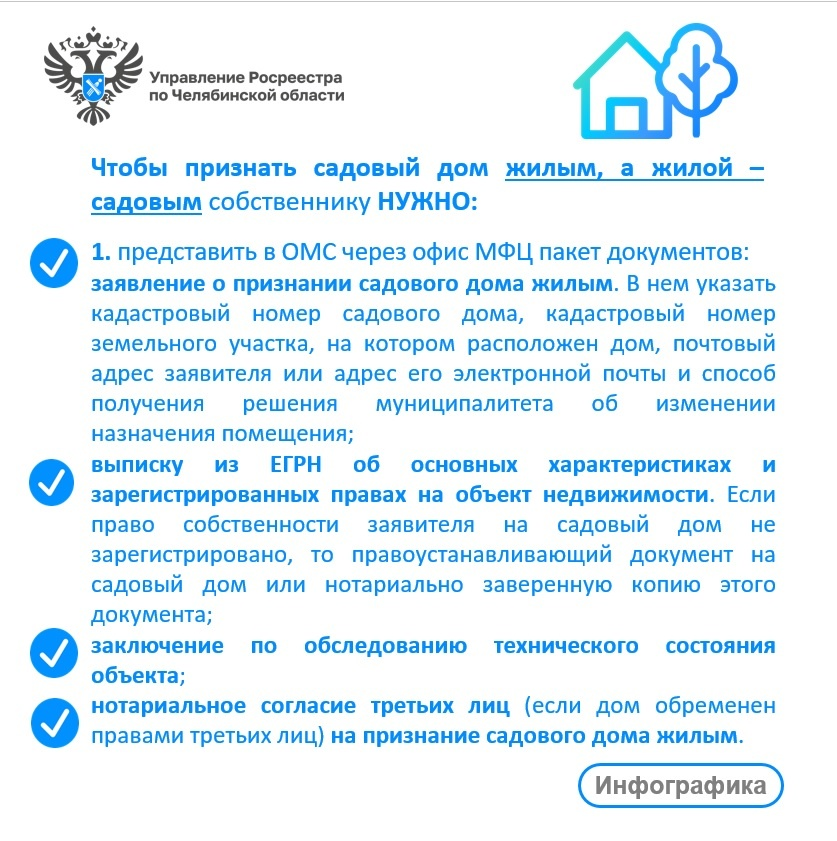 Управление Росреестра
по Челябинской области
Чтобы признать садовый дом жилым, а жилой –
садовым собственнику НУЖНО:
1. представить в ОМС через офис МФЦ пакет документов:
заявление о признании садового дома жилым. В нем указать
кадастровый номер садового дома, кадастровый номер
земельного участка, на котором расположен дом, почтовый
адрес заявителя или адрес его электронной почты и способ
получения решения муниципалитета об изменении
назначения помещения;
выписку из ЕГРН об основных характеристиках и
зарегистрированных правах на объект недвижимости. Если
право собственности заявителя на садовый дом не
зарегистрировано, то правоустанавливающий документ на
садовый дом или нотариально заверенную копию этого
документа;
заключение по обследованию технического состояния
объекта;
нотариальное согласие третьих лиц (если дом обременен
правами третьих лиц) на признание садового дома жилым.
Инфографика